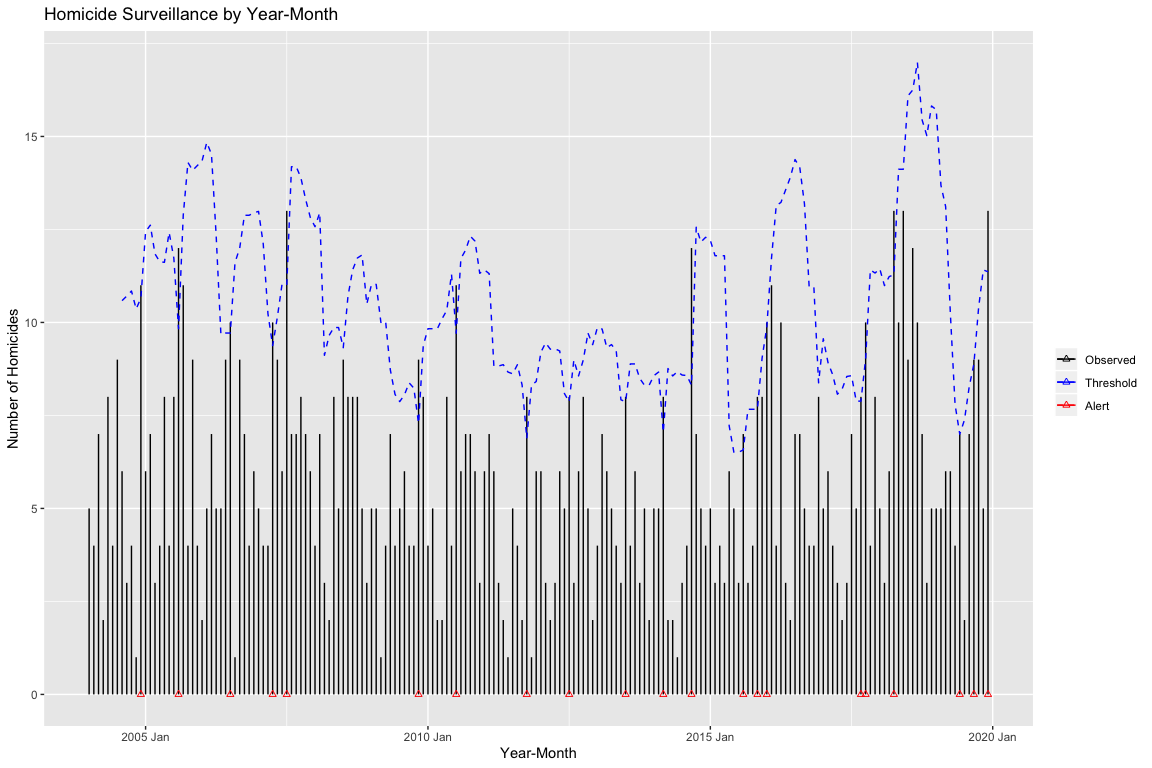 Homicide Surveillance by Year-Month
Number of Homicides
15
10
5
0
2005 Jan
2010 Jan
2015 Jan
2020 Jan
Year-Month
Observed
Threshold
Alert